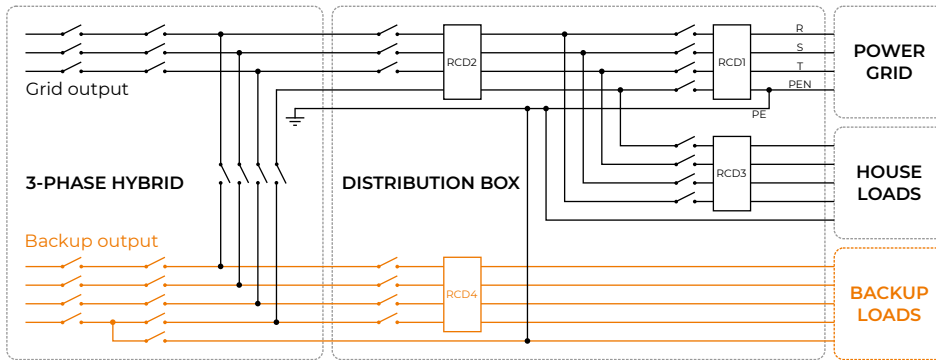 R
S
T
PEN
RCD2
RCD1
POWER
GRID
Grid output
PE
3-PHASE HYBRID
DISTRIBUTION BOX
RCD3
HOUSE
LOADS
Backup output
RCD4
BACKUP
LOADS